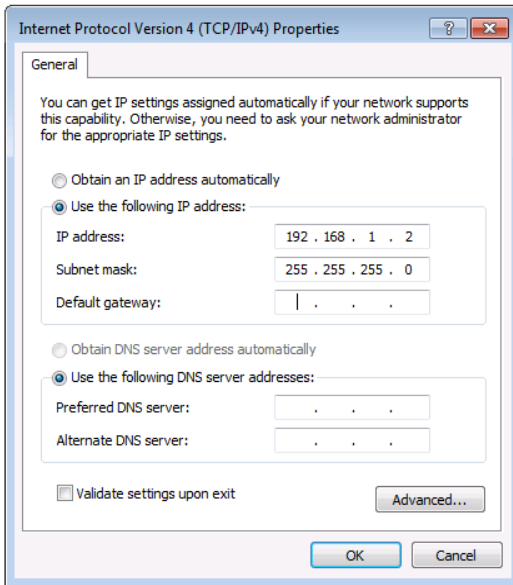 Internet Protocol Version 4 (TCP/IPv4) Properties
?
General
You can get IP settings assigned automatically if your network supports
this capability. Otherwise, you need to ask your network administrator
for the appropriate IP settings.
Obtain an IP address automatically
Use the following IP address:
IP address: 192 . 168 . 1 . 2
Subnet mask: 255 . 255 . 255 . 0
Default gateway: . . .
Obtain DNS server address automatically
Use the following DNS server addresses:
Preferred DNS server: . . .
Alternate DNS server: . . .
Validate settings upon exit
Advanced...
OK Cancel